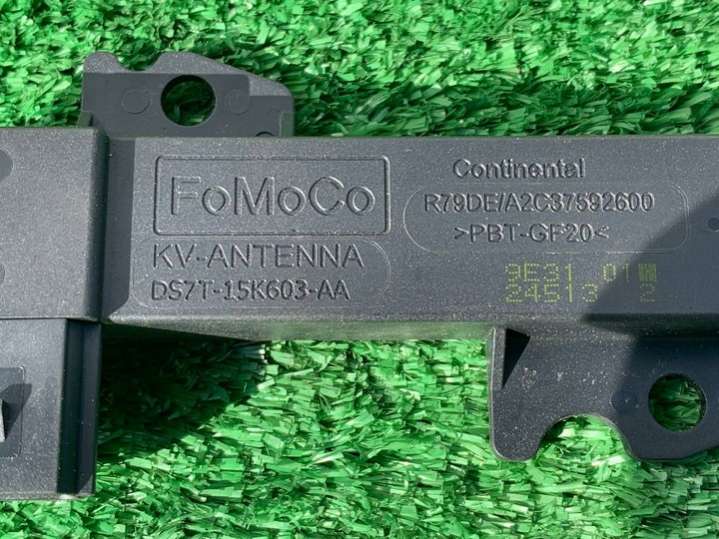 FoMoCo
KV-ANTENNA
DS7T-15K603-AA
Continental
R79DE/A2C37592600
>PBT-GF20<
9E31 01
24513 2